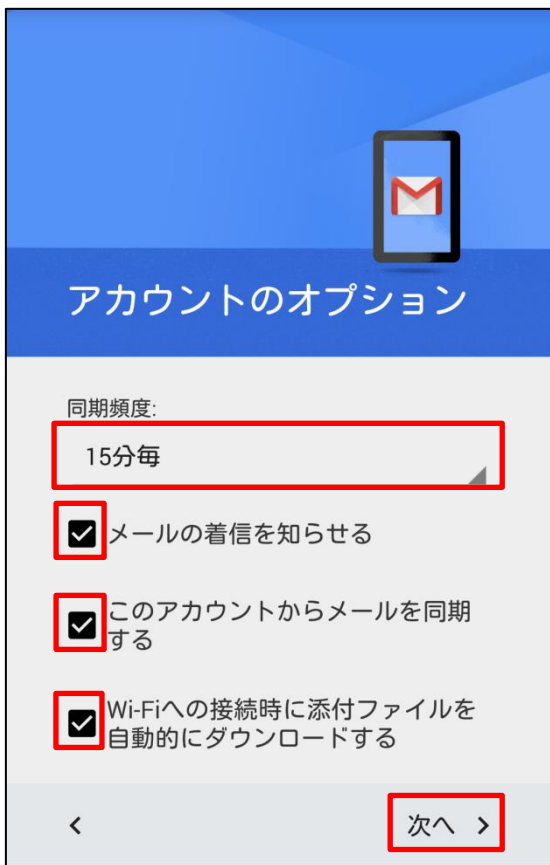 アカウントのオプション
同期頻度:
15分毎
メールの着信を知らせる
このアカウントからメールを同期
する
Wi-Fiへの接続時に添付ファイルを
自動的にダウンロードする
次へ